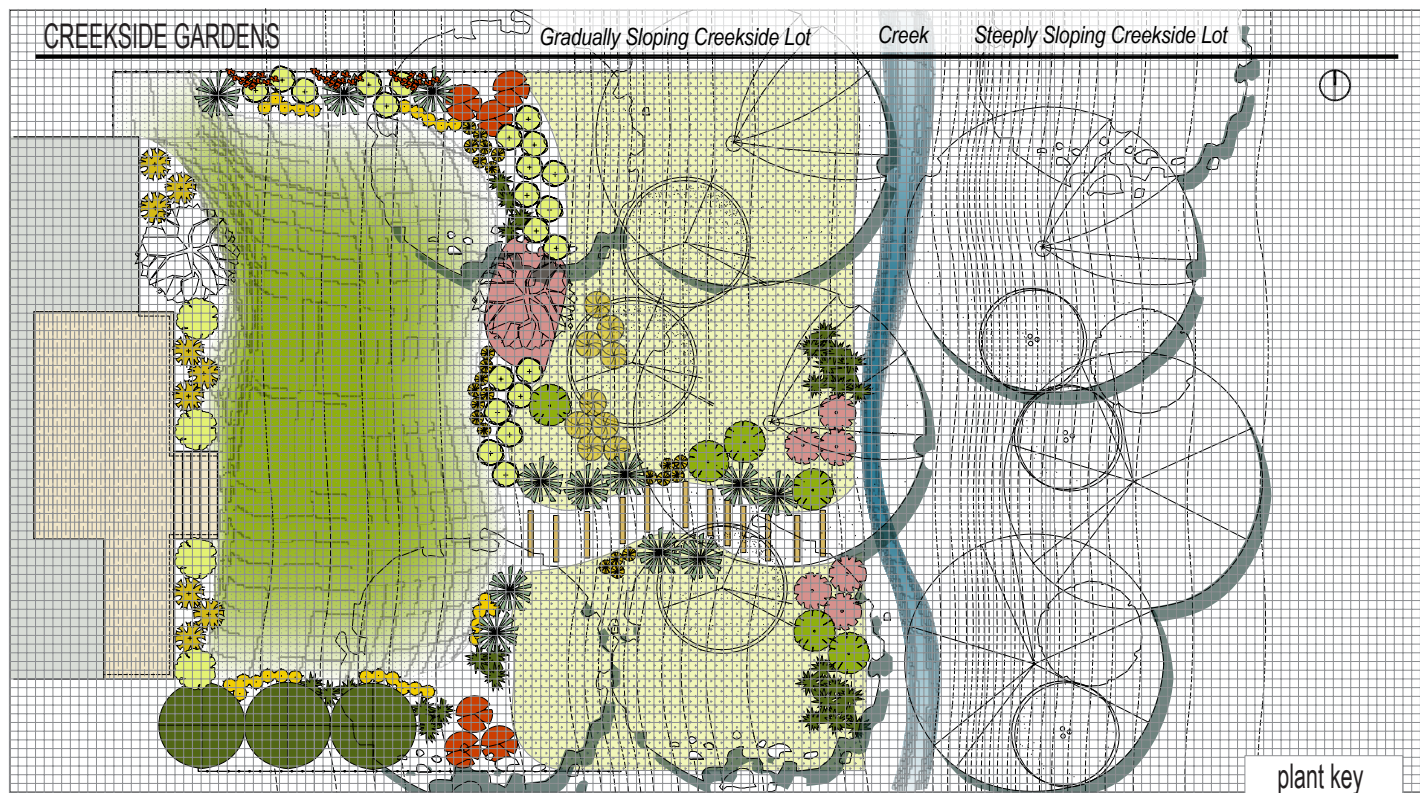 CREEKSIDE GARDENS
Gradually Sloping Creekside Lot
Creek
Steeply Sloping Creekside Lot
plant key